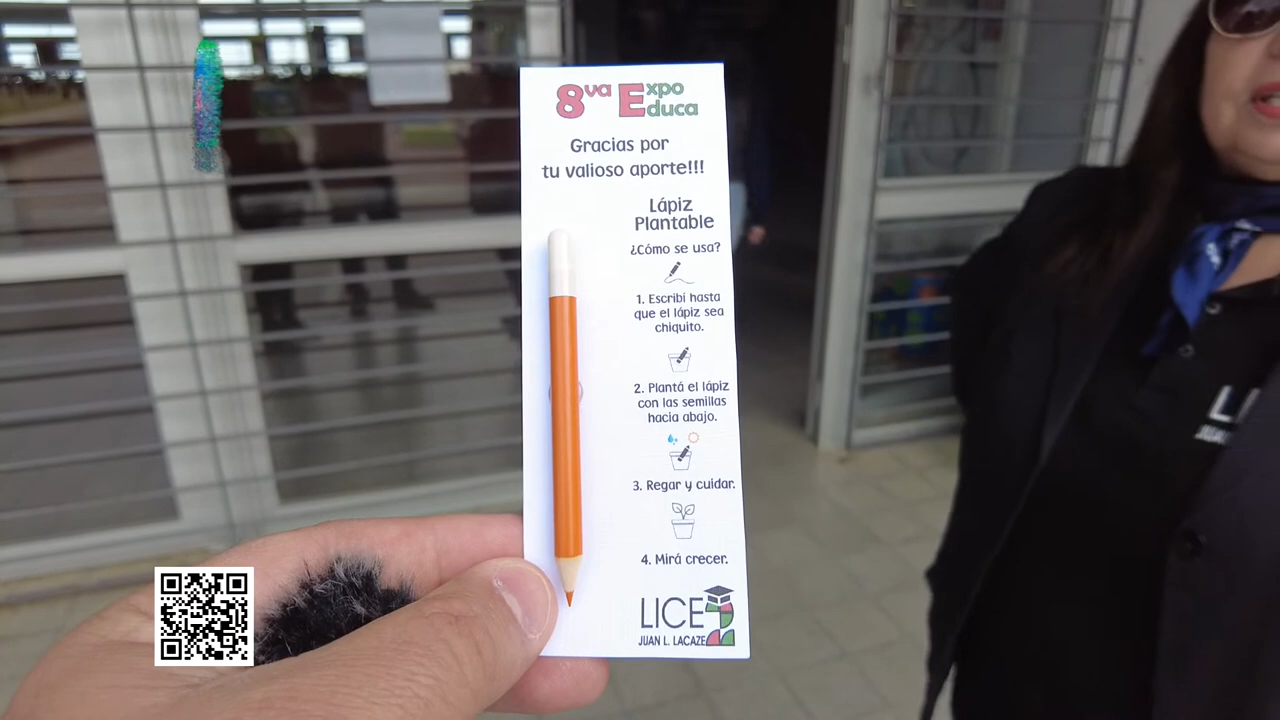 8va Expo
Educa
Gracias por
tu valioso aporte!!!
Lápiz
Plantable
¿Cómo se usa?
1. Escribí hasta
que el lápiz sea
chiquito.
2. Plantá el lápiz
con las semillas
hacia abajo.
3. Regar y cuidar.
4. Mirá crecer.
LICEO
JUAN L. LACAZE